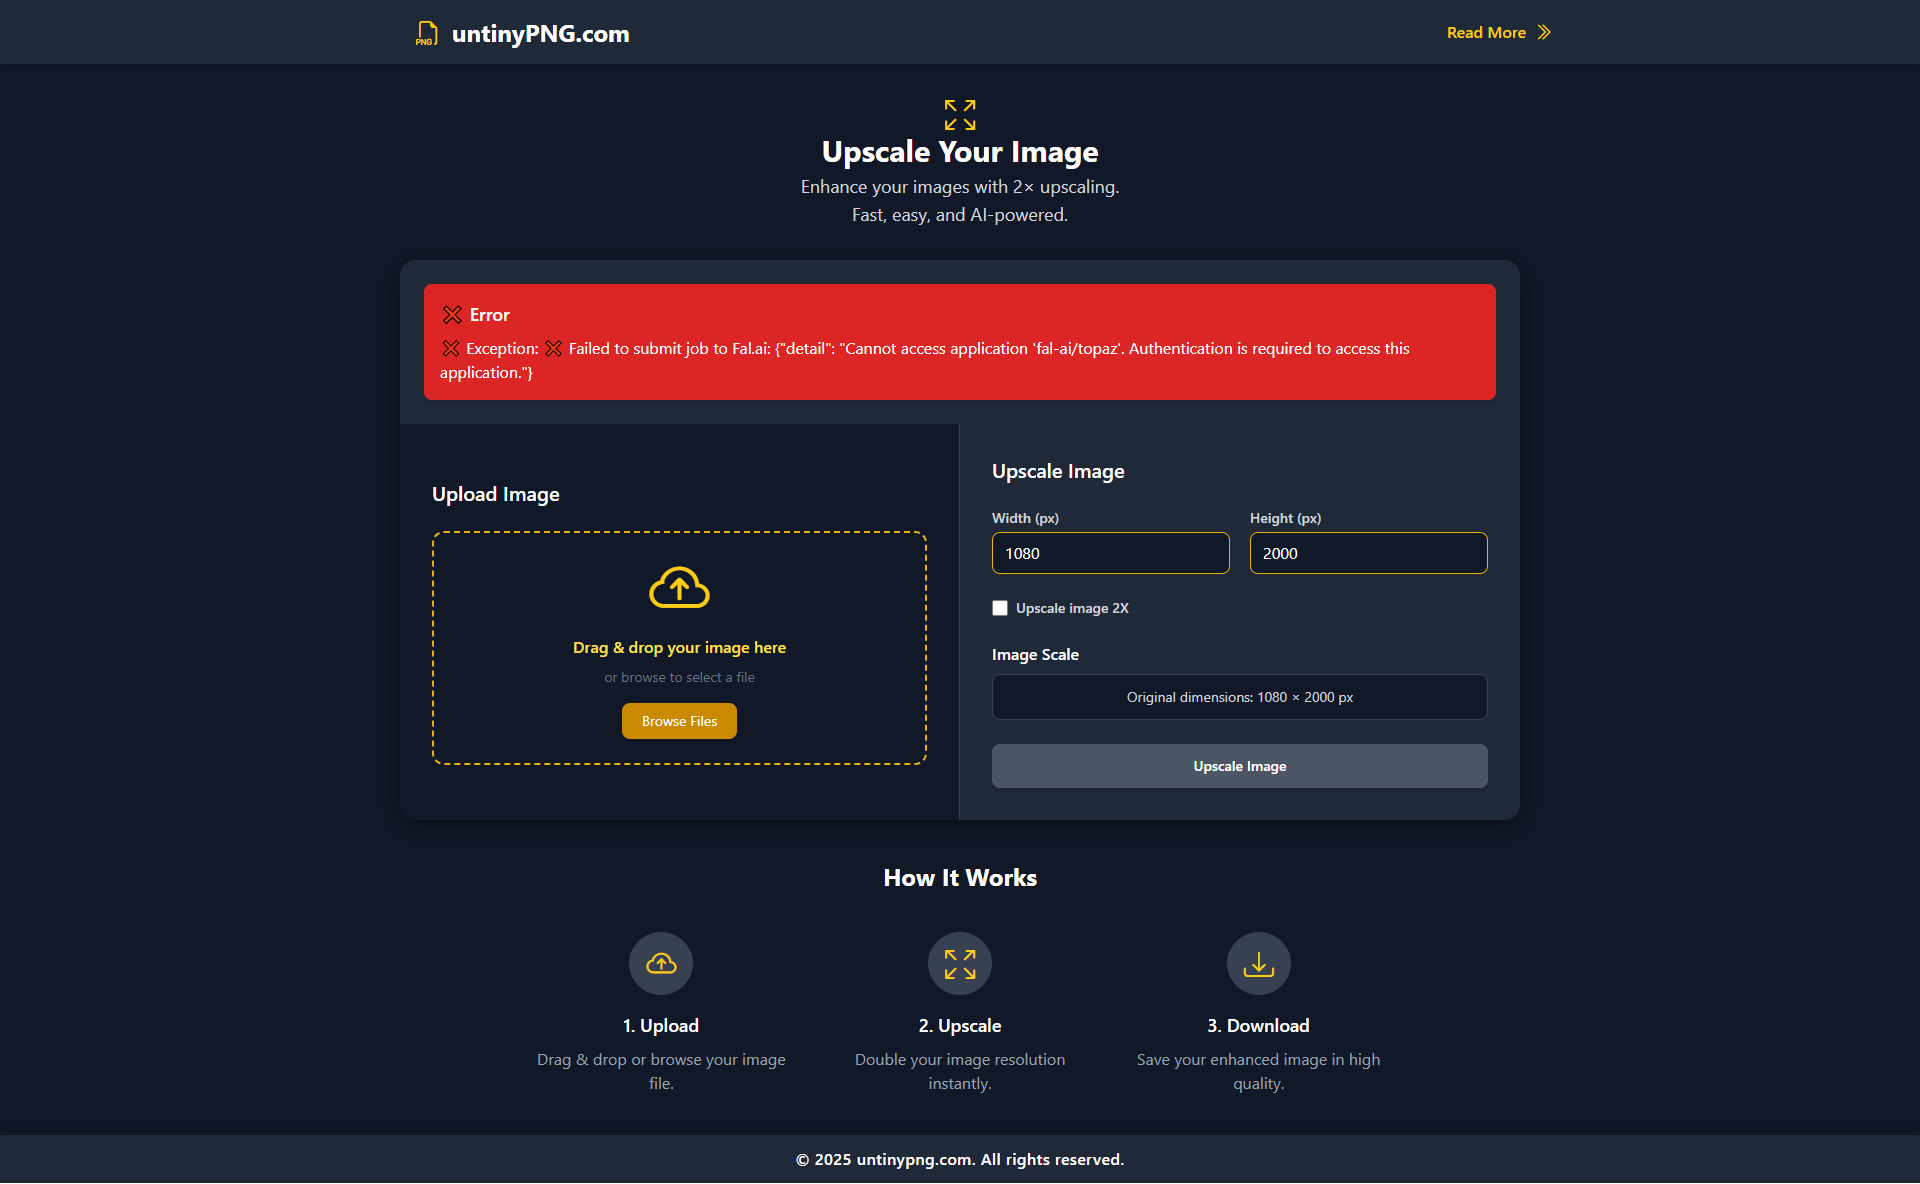 PNG
untinyPNG.com
Read More
Upscale Your Image
Enhance your images with 2× upscaling.
Fast, easy, and AI-powered.
Error
Exception: ❌ Failed to submit job to Fal.ai: {"detail": "Cannot access application 'fal-ai/topaz'. Authentication is required to access this
application."}
Upload Image
Drag & drop your image here
or browse to select a file
Browse Files
Upscale Image
Width (px)
Height (px)
1080
2000
Upscale image 2X
Image Scale
Original dimensions: 1080 × 2000 px
Upscale Image
How It Works
1. Upload
Drag & drop or browse your image
file.
2. Upscale
Double your image resolution
instantly.
3. Download
Save your enhanced image in high
quality.
© 2025 untinypng.com. All rights reserved.